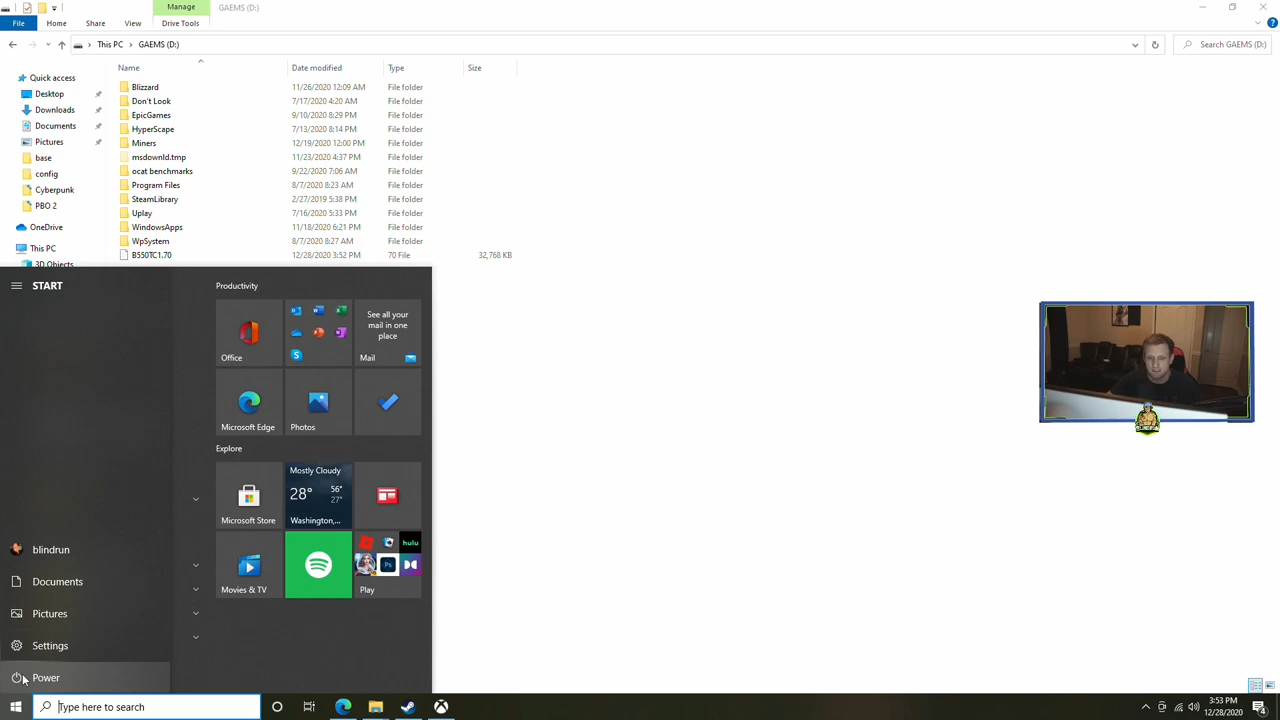 Manage
GAEMS (D:)
File Home Share View Drive Tools
This PC GAEMS (D:)
Search GAEMS (D:)
Name Date modified Type Size
Quick access
Desktop
Downloads
Documents
Pictures
base
config
Cyberpunk
PBO 2
OneDrive
This PC
3D Objects
Blizzard 11/26/2020 12:09 AM File folder
Don't Look 7/17/2020 4:20 AM File folder
EpicGames 9/10/2020 8:29 PM File folder
HyperScape 7/13/2020 8:14 PM File folder
Miners 12/19/2020 12:00 PM File folder
msdownld.tmp 11/23/2020 4:37 PM File folder
ocat benchmarks 9/22/2020 7:06 AM File folder
Program Files 8/7/2020 8:23 AM File folder
SteamLibrary 2/27/2019 5:38 PM File folder
Uplay 7/16/2020 5:33 PM File folder
WindowsApps 11/18/2020 6:21 PM File folder
WpSystem 8/7/2020 8:27 AM File folder
B550TC1.70 12/28/2020 3:52 PM 70 File 32,768 KB
START
blindrun
Documents
Pictures
Settings
Power
Productivity
Office
See all your
mail in one
place
Mail
Microsoft Edge
Photos
Explore
Microsoft Store
Mostly Cloudy
28° 56°
27°
Washington,...
Movies & TV
hulu
Ps
Play
Type here to search
3:53 PM
12/28/2020
4